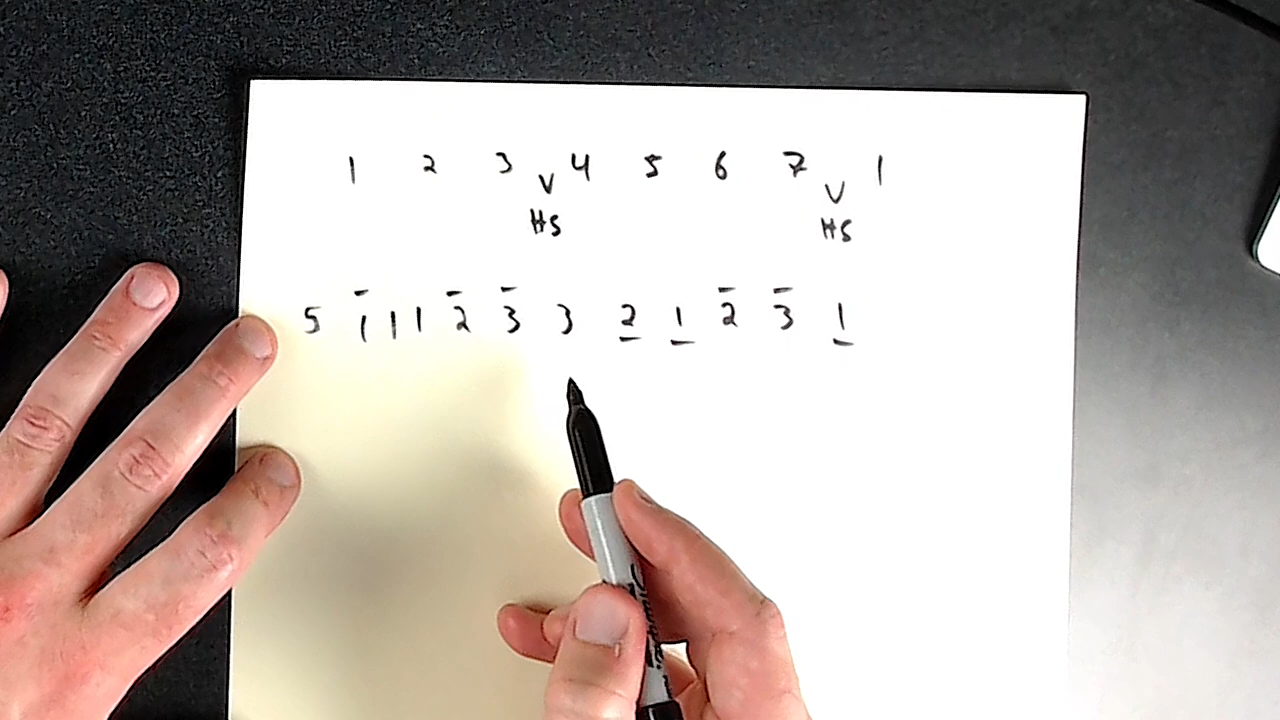 1 2 3 V 4 5 6 7 V 1
HS HS
5 1̅ 1 1 2̅ 3̅ 3 2̲ 1̲ 2̅ 3̅ 1̲